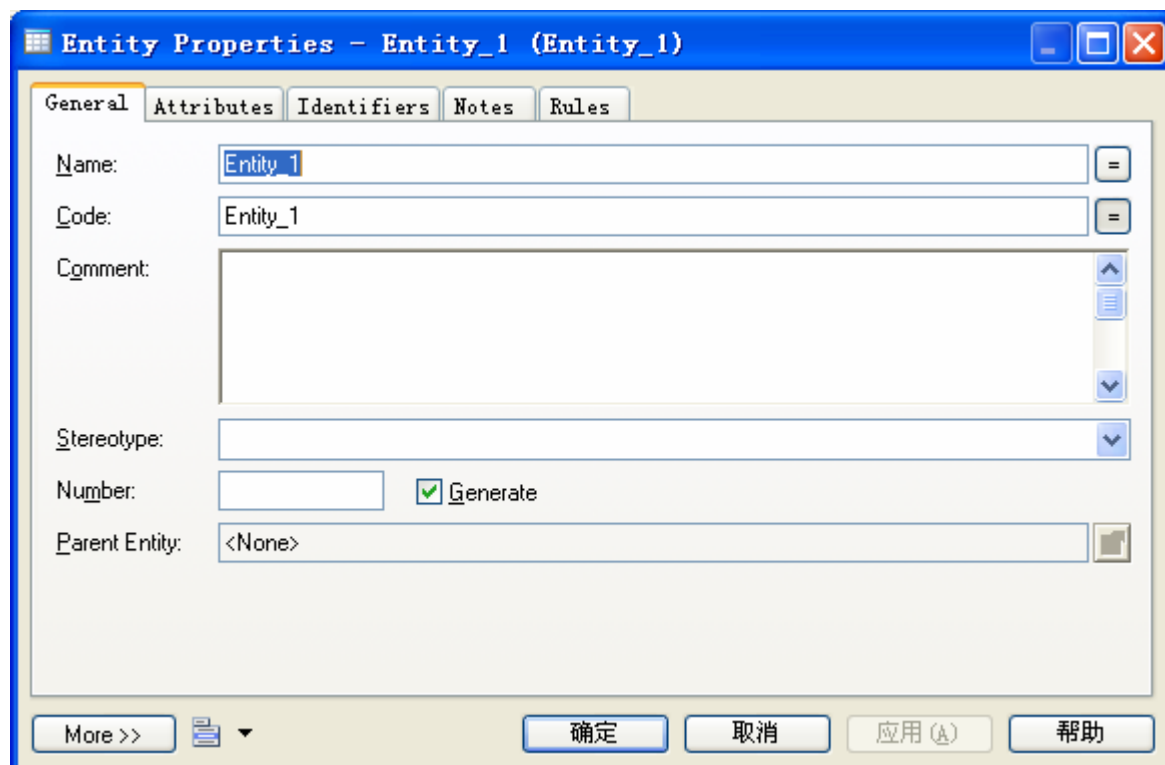 Entity Properties - Entity_1 (Entity_1)
General Attributes Identifiers Notes Rules
Name: Entity_1 =
Code: Entity_1 =
Comment:
Stereotype:
Number: Generate
Parent Entity: <None>
More >> 确定 取消 应用(A) 帮助